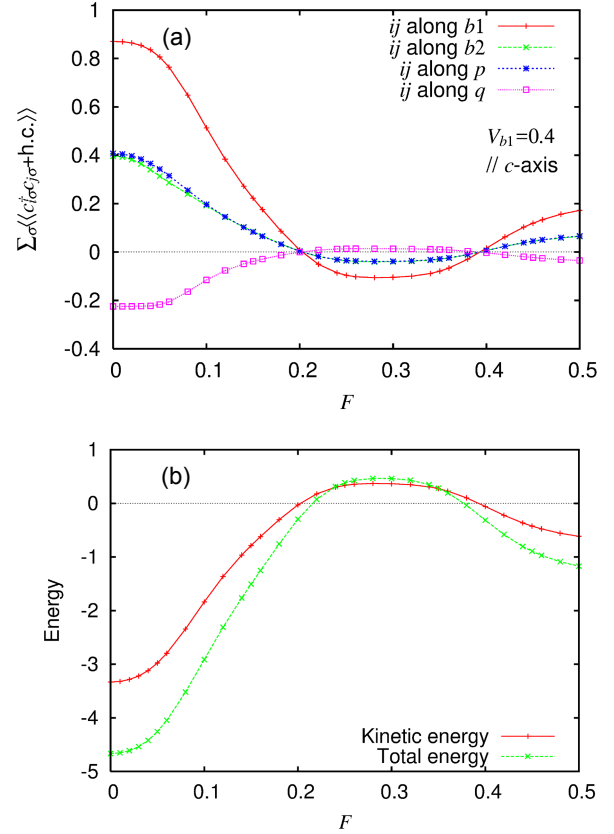 (a)
ij along b1
ij along b2
ij along p
ij along q
V_{b1}=0.4
// c-axis
Σ_σ⟨⟨c†_{iσ}c_{jσ}+h.c.⟩⟩
1
0.8
0.6
0.4
0.2
0
-0.2
-0.4
0 0.1 0.2 0.3 0.4 0.5
F
(b)
1
0
-1
-2
-3
-4
-5
Energy
Kinetic energy
Total energy
0 0.1 0.2 0.3 0.4 0.5
F